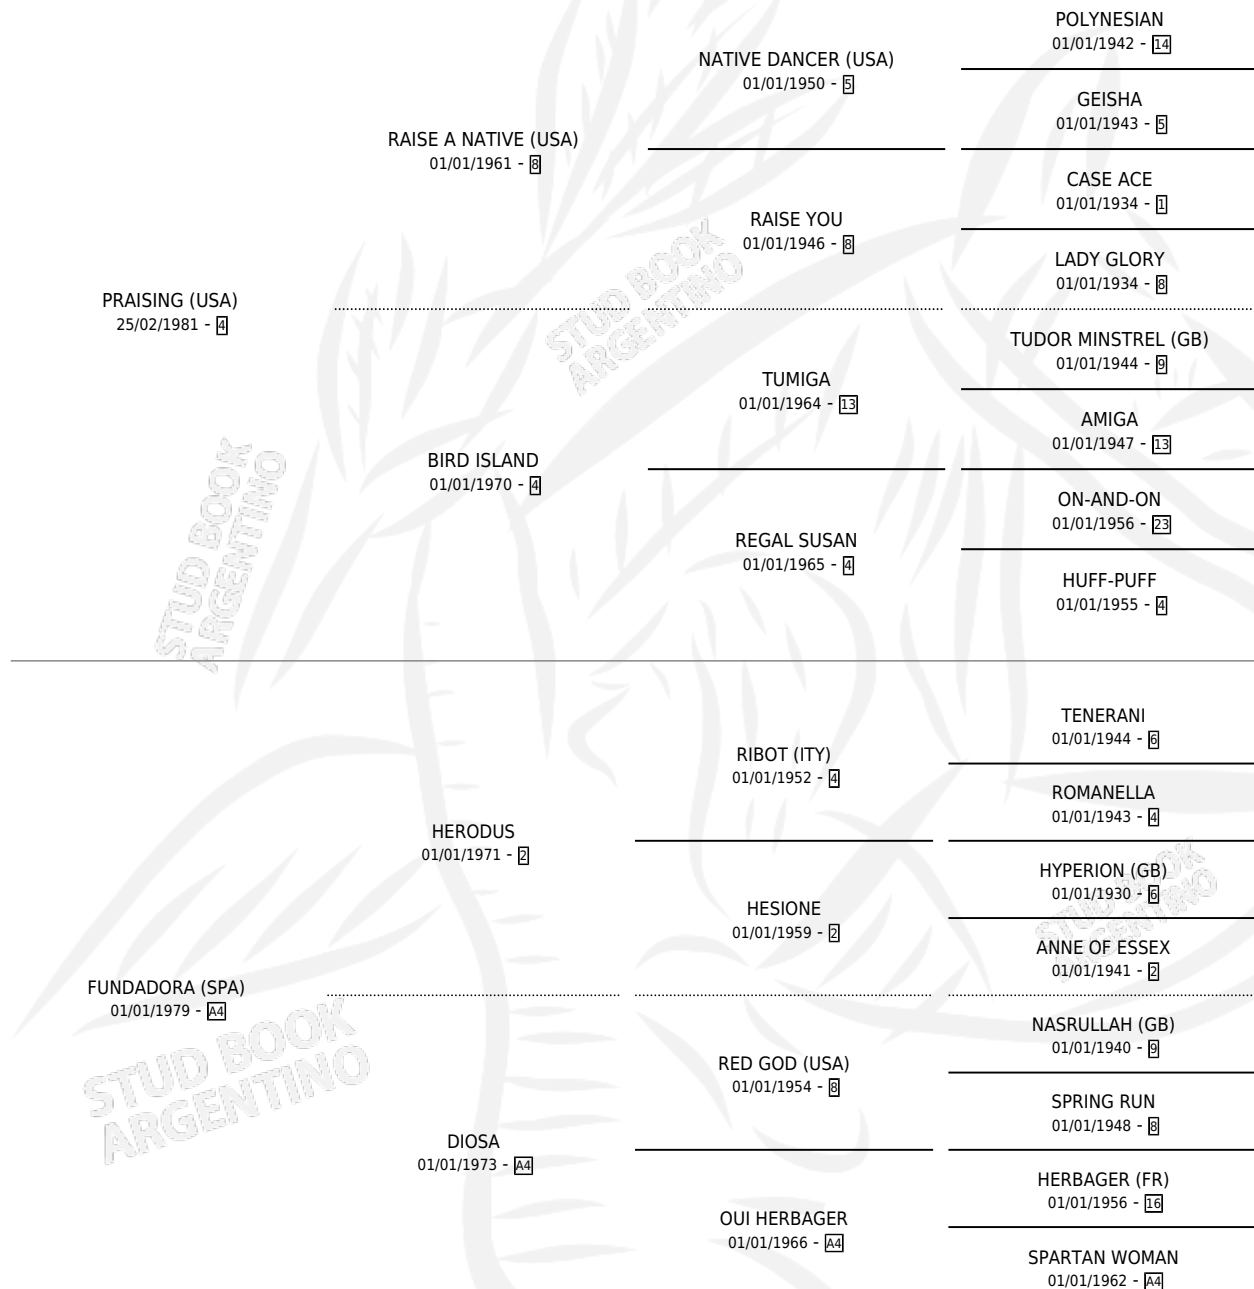 PRAISING (USA)
25/02/1981 - 4
RAISE A NATIVE (USA)
01/01/1961 - 8
NATIVE DANCER (USA)
01/01/1950 - 5
POLYNESIAN
01/01/1942 - 14
GEISHA
01/01/1943 - 5
RAISE YOU
01/01/1946 - 8
CASE ACE
01/01/1934 - 1
LADY GLORY
01/01/1934 - 8
BIRD ISLAND
01/01/1970 - 4
TUMIGA
01/01/1964 - 13
TUDOR MINSTREL (GB)
01/01/1944 - 9
AMIGA
01/01/1947 - 13
REGAL SUSAN
01/01/1965 - 4
ON-AND-ON
01/01/1956 - 23
HUFF-PUFF
01/01/1955 - 4
FUNDADORA (SPA)
01/01/1979 - A4
HERODUS
01/01/1971 - 2
RIBOT (ITY)
01/01/1952 - 4
TENERANI
01/01/1944 - 6
ROMANELLA
01/01/1943 - 4
HESIONE
01/01/1959 - 2
HYPERION (GB)
01/01/1930 - 6
ANNE OF ESSEX
01/01/1941 - 2
DIOSA
01/01/1973 - A4
RED GOD (USA)
01/01/1954 - 8
NASRULLAH (GB)
01/01/1940 - 9
SPRING RUN
01/01/1948 - 8
OUI HERBAGER
01/01/1966 - A4
HERBAGER (FR)
01/01/1956 - 16
SPARTAN WOMAN
01/01/1962 - A4
STUD BOOK
ARGENTINO
STUD BOOK
ARGENTINO
STUD BOOK
ARGENTINO
STUD BOOK
ARGENTINO